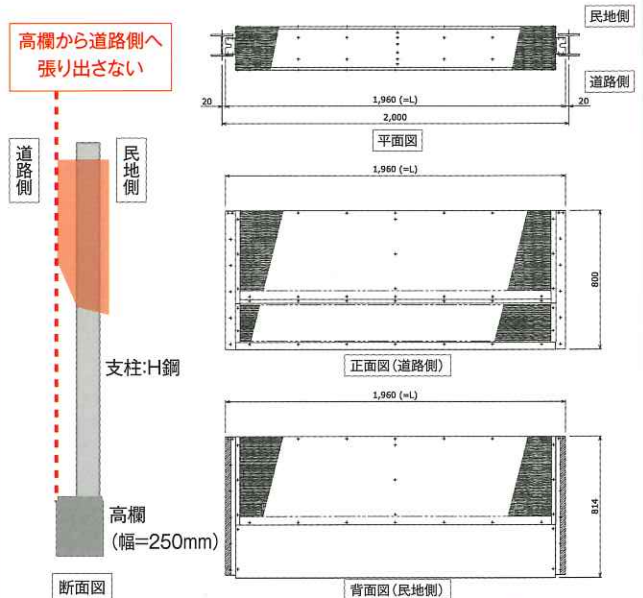 高欄から道路側へ
張り出さない
道路側
民地側
支柱:H鋼
高欄
(幅=250mm)
断面図
民地側
道路側
20
1,960 (=L)
20
2,000
平面図
1,960 (=L)
800
正面図(道路側)
1,960 (=L)
814
背面図(民地側)